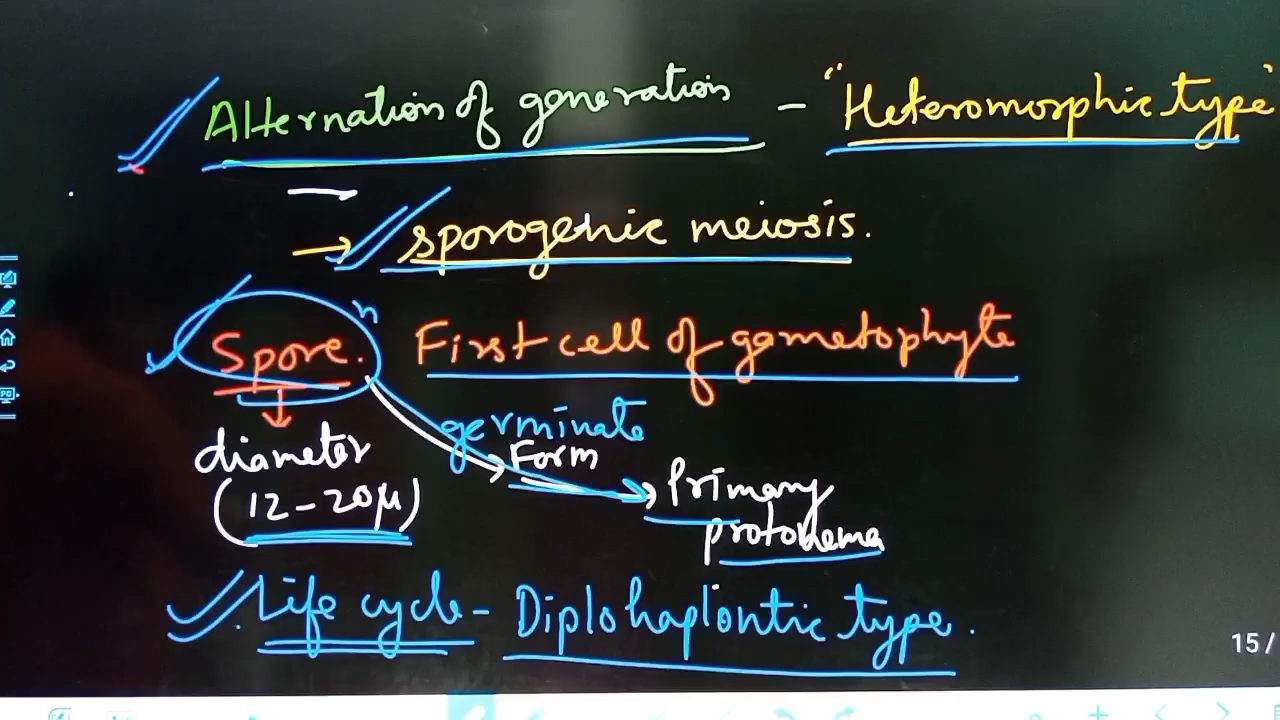 Alternation of generation - "Heteromorphic type"
→ sporogenic meiosis.
Spore. n First cell of gametophyte
germinate
diameter Form
(12-20μ) Primary
protonema
Life cycle - Diplohaplontic type.
15/